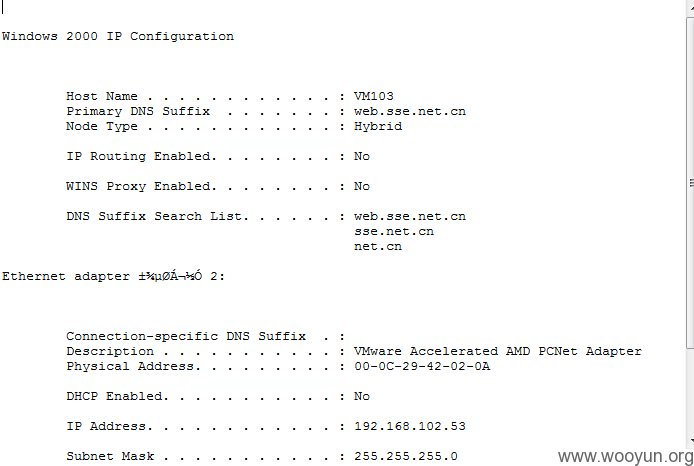 Windows 2000 IP Configuration
Host Name . . . . . . . . . . . . : VM103
Primary DNS Suffix  . . . . . . . : web.sse.net.cn
Node Type . . . . . . . . . . . . : Hybrid
IP Routing Enabled. . . . . . . . : No
WINS Proxy Enabled. . . . . . . . : No
DNS Suffix Search List. . . . . . : web.sse.net.cn
sse.net.cn
net.cn
Ethernet adapter ±¾µØÁ¬½Ó 2:
Connection-specific DNS Suffix  . :
Description . . . . . . . . . . . : VMware Accelerated AMD PCNet Adapter
Physical Address. . . . . . . . . : 00-0C-29-42-02-0A
DHCP Enabled. . . . . . . . . . . : No
IP Address. . . . . . . . . . . . : 192.168.102.53
Subnet Mask . . . . . . . . . . . : 255.255.255.0
www.wooyun.org